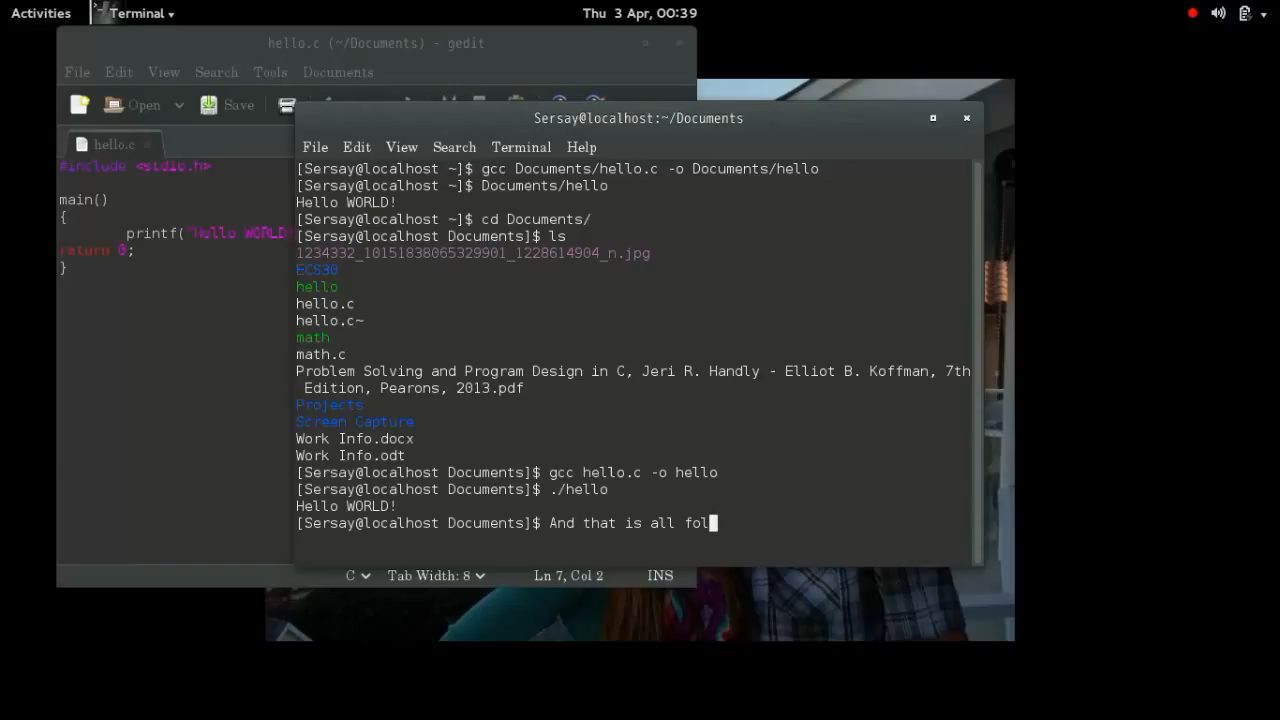 Activities Terminal Thu 3 Apr, 00:39
hello.c (~/Documents) - gedit
File Edit View Search Tools Documents
Open Save
hello.c
#include <stdio.h>
main()
{
printf("Hello WORLD!
return 0;
}
C Tab Width: 8 Ln 7, Col 2 INS
Sersay@localhost:~/Documents
File Edit View Search Terminal Help
[Sersay@localhost ~]$ gcc Documents/hello.c -o Documents/hello
[Sersay@localhost ~]$ Documents/hello
Hello WORLD!
[Sersay@localhost ~]$ cd Documents/
[Sersay@localhost Documents]$ ls
1234332_10151838065329901_1228614904_n.jpg
ECS30
hello
hello.c
hello.c~
math
math.c
Problem Solving and Program Design in C, Jeri R. Handly - Elliot B. Koffman, 7th
Edition, Pearons, 2013.pdf
Projects
Screen Capture
Work Info.docx
Work Info.odt
[Sersay@localhost Documents]$ gcc hello.c -o hello
[Sersay@localhost Documents]$ ./hello
Hello WORLD!
[Sersay@localhost Documents]$ And that is all fol